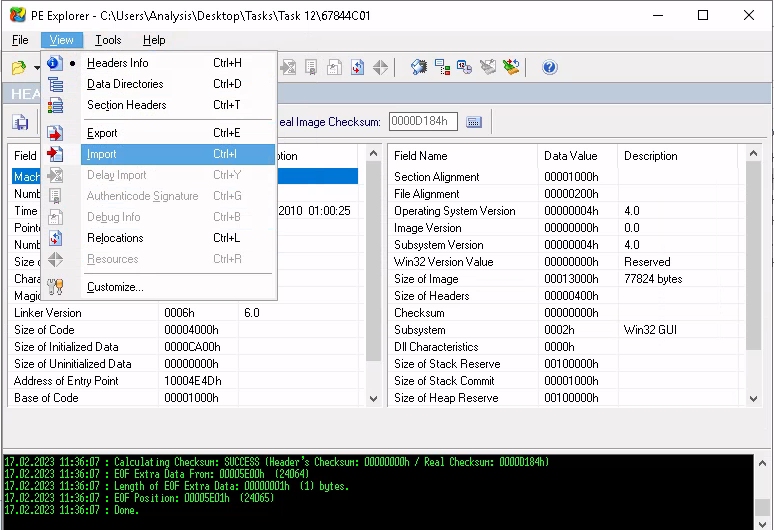 PE Explorer - C:\Users\Analysis\Desktop\Tasks\Task 12\67844C01
File View Tools Help
HEA
Headers Info Ctrl+H
Data Directories Ctrl+D
Section Headers Ctrl+T
Export Ctrl+E
Import Ctrl+I
Delay Import Ctrl+Y
Authenticode Signature Ctrl+G
Debug Info Ctrl+B
Relocations Ctrl+L
Resources Ctrl+R
Customize...
eal Image Checksum: 0000D184h
Field ption
Mach
Numb
Time 2010 01:00:25
Pointe
Numb
Size o
Chara
Magic
Linker Version 0006h 6.0
Size of Code 00004000h
Size of Initialized Data 0000CA00h
Size of Uninitialized Data 00000000h
Address of Entry Point 10004E4Dh
Base of Code 00001000h
Field Name Data Value Description
Section Alignment 00001000h
File Alignment 00000200h
Operating System Version 00000004h 4.0
Image Version 00000000h 0.0
Subsystem Version 00000004h 4.0
Win32 Version Value 00000000h Reserved
Size of Image 00013000h 77824 bytes
Size of Headers 00000400h
Checksum 00000000h
Subsystem 0002h Win32 GUI
Dll Characteristics 0000h
Size of Stack Reserve 00100000h
Size of Stack Commit 00001000h
Size of Heap Reserve 00100000h
17.02.2023 11:36:07 : Calculating Checksum: SUCCESS (Header's Checksum: 00000000h / Real Checksum: 0000D184h)
17.02.2023 11:36:07 : EOF Extra Data From: 00005E00h (24064)
17.02.2023 11:36:07 : Length of EOF Extra Data: 00000001h (1) bytes.
17.02.2023 11:36:07 : EOF Position: 00005E01h (24065)
17.02.2023 11:36:07 : Done.